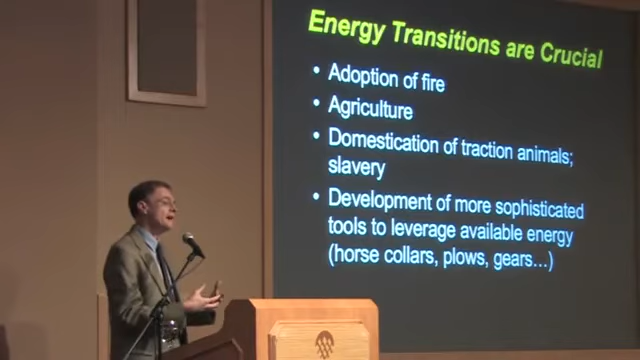 Energy Transitions are Crucial
• Adoption of fire
• Agriculture
• Domestication of traction animals;
slavery
• Development of more sophisticated
tools to leverage available energy
(horse collars, plows, gears…)